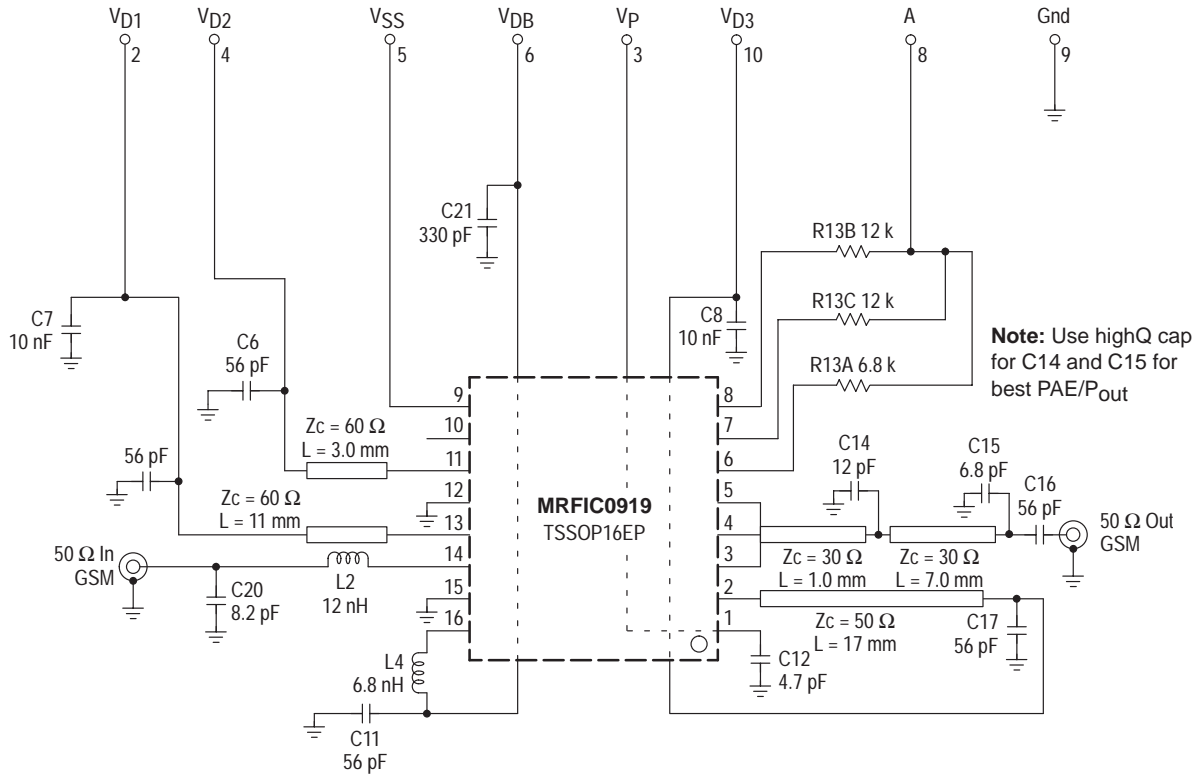 VD1
VD2
VSS
VDB
VP
VD3
A
Gnd
2
4
5
6
3
10
8
9
C21
330 pF
R13B 12 k
C7
10 nF
C6
56 pF
C8
10 nF
R13C 12 k
R13A 6.8 k
Note: Use highQ cap
for C14 and C15 for
best PAE/Pout
9
10
11
12
13
14
15
16
8
7
6
5
4
3
2
1
Zc = 60 Ω
L = 3.0 mm
56 pF
Zc = 60 Ω
L = 11 mm
MRFIC0919
TSSOP16EP
C14
12 pF
C15
6.8 pF
C16
56 pF
50 Ω Out
GSM
50 Ω In
GSM
C20
8.2 pF
L2
12 nH
Zc = 30 Ω
L = 1.0 mm
Zc = 30 Ω
L = 7.0 mm
Zc = 50 Ω
L = 17 mm
C17
56 pF
L4
6.8 nH
C12
4.7 pF
C11
56 pF